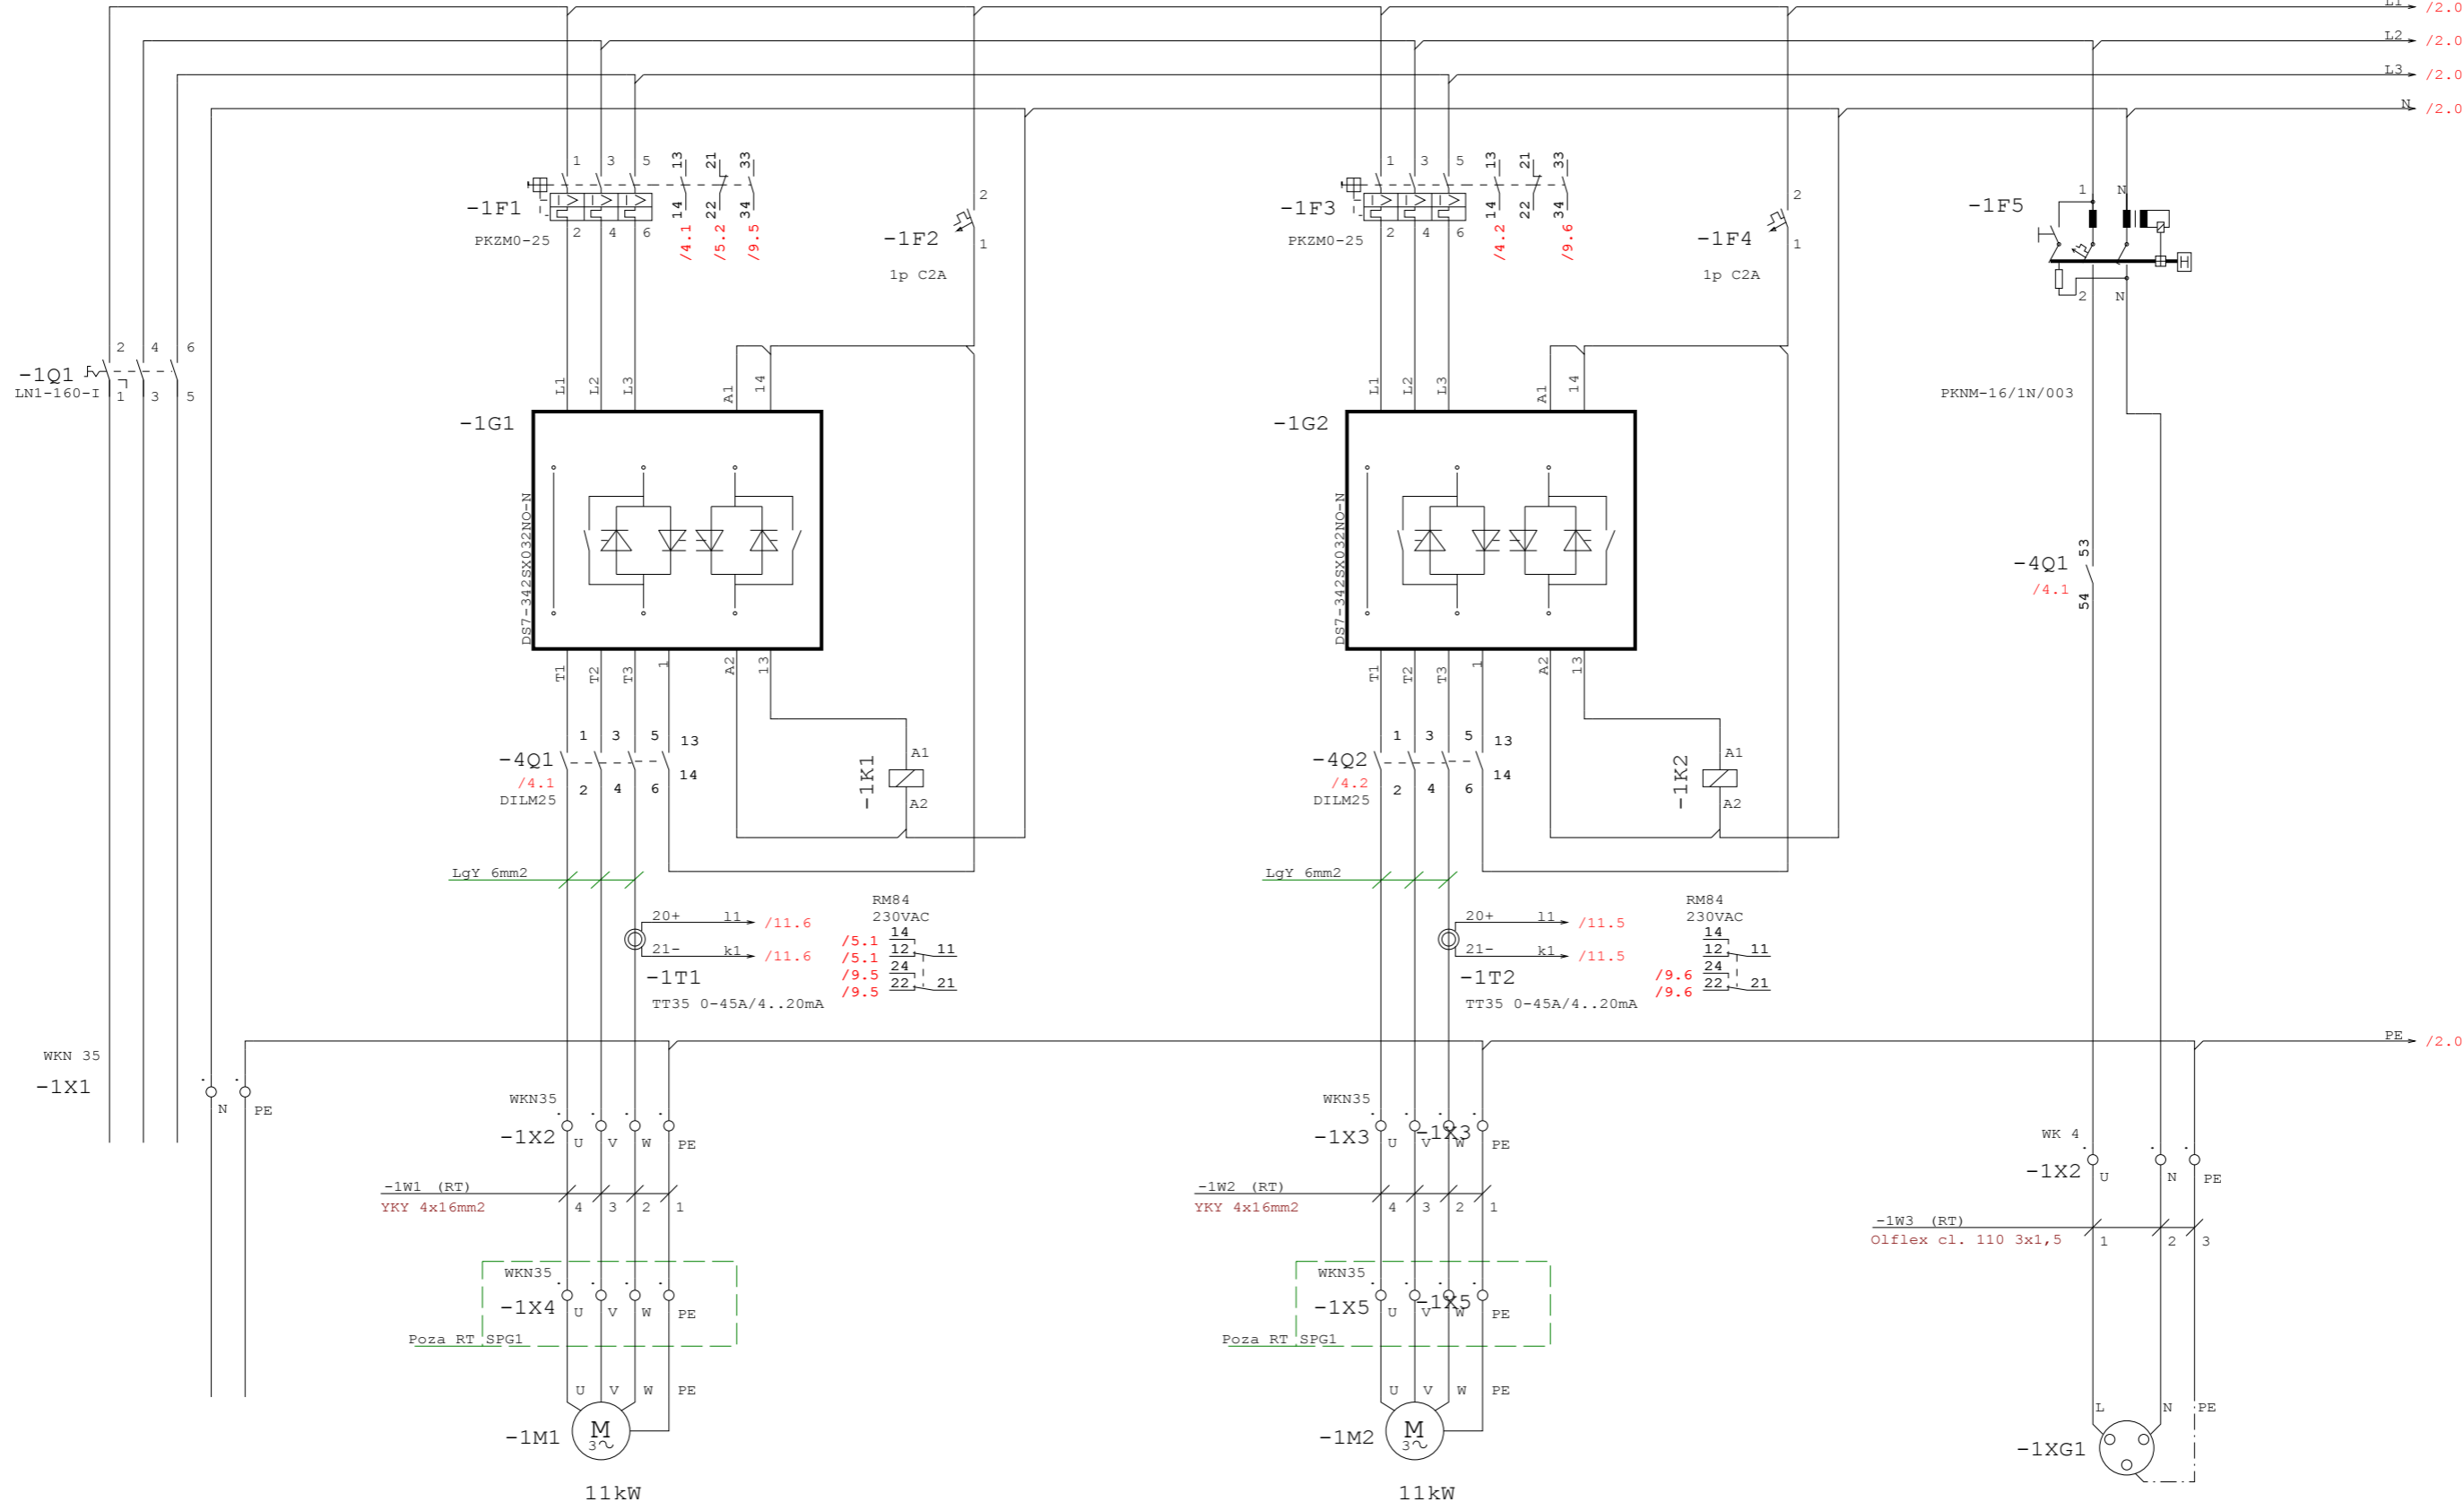 L1 /2.0
L2 /2.0
L3 /2.0
N /2.0
-1F1
PKZM0-25
1 3 5
2 4 6
13 21 33
14 22 34
/4.1 /5.2 /9.5
-1F2
1p C2A
2
1
-1F3
PKZM0-25
1 3 5
2 4 6
13 21 33
14 22 34
/4.2 /9.6
-1F4
1p C2A
2
1
-1F5
1 N
2 N
H
PKNM-16/1N/003
-1Q1
LN1-160-I
2 4 6
1 3 5
-1G1
DS7-342SX032N0-N
L1 L2 L3 A1 14
T1 T2 T3 1 A2 13
-1G2
DS7-342SX032N0-N
L1 L2 L3 A1 14
T1 T2 T3 1 A2 13
-4Q1
/4.1
53
54
-4Q1
/4.1
DILM25
1 3 5 13
2 4 6 14
-1K1
A1
A2
-4Q2
/4.2
DILM25
1 3 5 13
2 4 6 14
-1K2
A1
A2
LgY 6mm2
LgY 6mm2
20+ l1 /11.6
21- k1 /11.6
-1T1
TT35 0-45A/4..20mA
RM84
230VAC
/5.1 14
/5.1 12 11
/9.5 24
/9.5 22 21
20+ l1 /11.5
21- k1 /11.5
-1T2
TT35 0-45A/4..20mA
RM84
230VAC
14
12 11
/9.6 24
/9.6 22 21
PE /2.0
WKN 35
-1X1
N PE
WKN35
-1X2
U V W PE
WKN35
-1X3 -1X3
U V W PE
WK 4
-1X2
U N PE
-1W1 (RT)
YKY 4x16mm2
4 3 2 1
-1W2 (RT)
YKY 4x16mm2
4 3 2 1
-1W3 (RT)
Olflex cl. 110 3x1,5
1 2 3
WKN35
-1X4
U V W PE
Poza RT SPG1
WKN35
-1X5 -1X5
U V W PE
Poza RT SPG1
U V W PE
-1M1
M
3~
11kW
U V W PE
-1M2
M
3~
11kW
L N PE
-1XG1